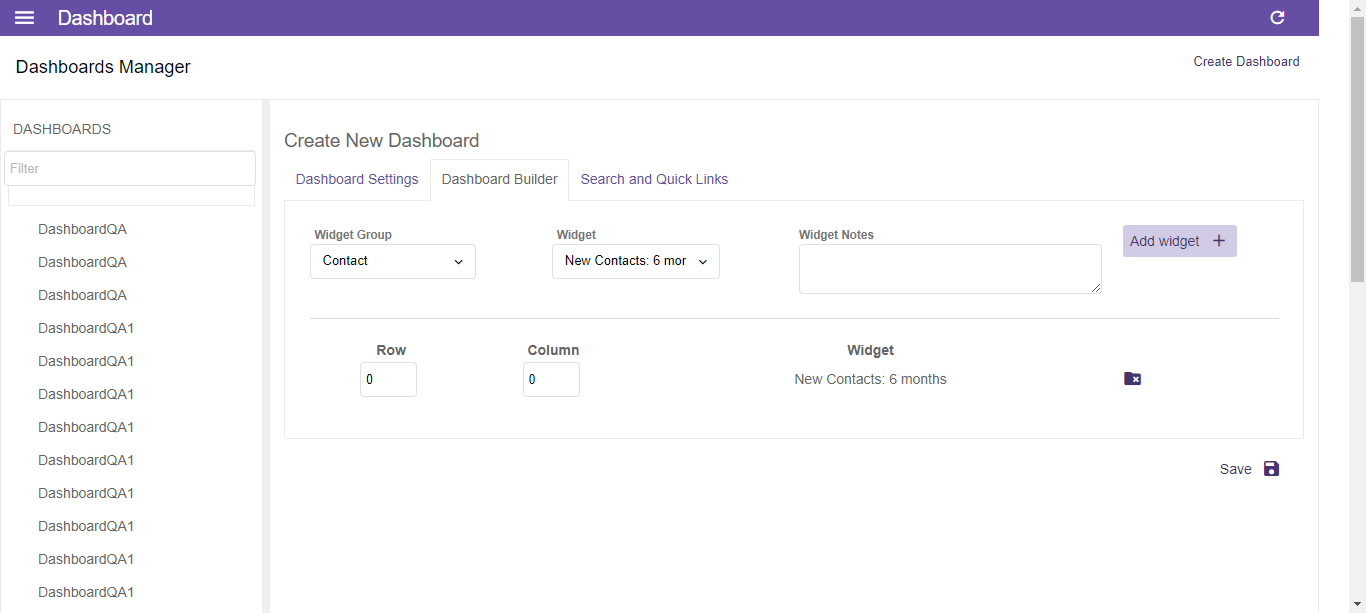 Dashboard
Dashboards Manager
Create Dashboard
DASHBOARDS
Filter
DashboardQA
DashboardQA
DashboardQA
DashboardQA1
DashboardQA1
DashboardQA1
DashboardQA1
DashboardQA1
DashboardQA1
DashboardQA1
DashboardQA1
DashboardQA1
Create New Dashboard
Dashboard Settings Dashboard Builder Search and Quick Links
Widget Group Widget Widget Notes
Contact New Contacts: 6 mor Add widget
Row Column Widget
0 0 New Contacts: 6 months
Save